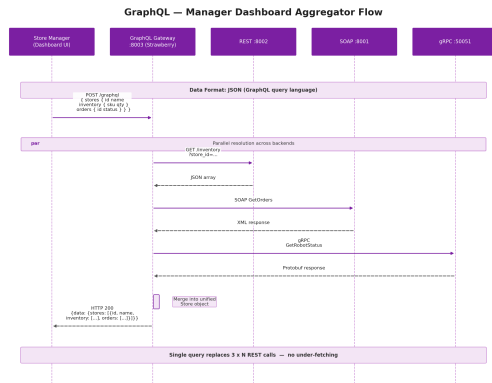 GraphQL — Manager Dashboard Aggregator Flow
Store Manager
(Dashboard UI)
GraphQL Gateway
:8003 (Strawberry)
REST :8002
SOAP :8001
gRPC :50051
Data Format: JSON (GraphQL query language)
POST /graphql
{ stores { id name
inventory { sku qty }
orders { id status } } }
par
Parallel resolution across backends
GET /inventory
?store_id=...
JSON array
SOAP GetOrders
XML response
gRPC
GetRobotStatus
Protobuf response
Merge into unified
Store object
HTTP 200
{data: {stores: [{id, name,
inventory: [...], orders: [...]}]}}
Single query replaces 3 x N REST calls — no under-fetching